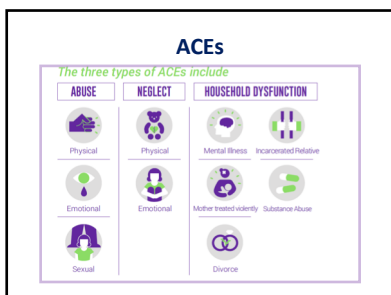 ACEs
The three types of ACEs include
ABUSE NEGLECT HOUSEHOLD DYSFUNCTION
Physical Physical Mental Illness Incarcerated Relative
Emotional Emotional Mother treated violently Substance Abuse
Sexual Divorce